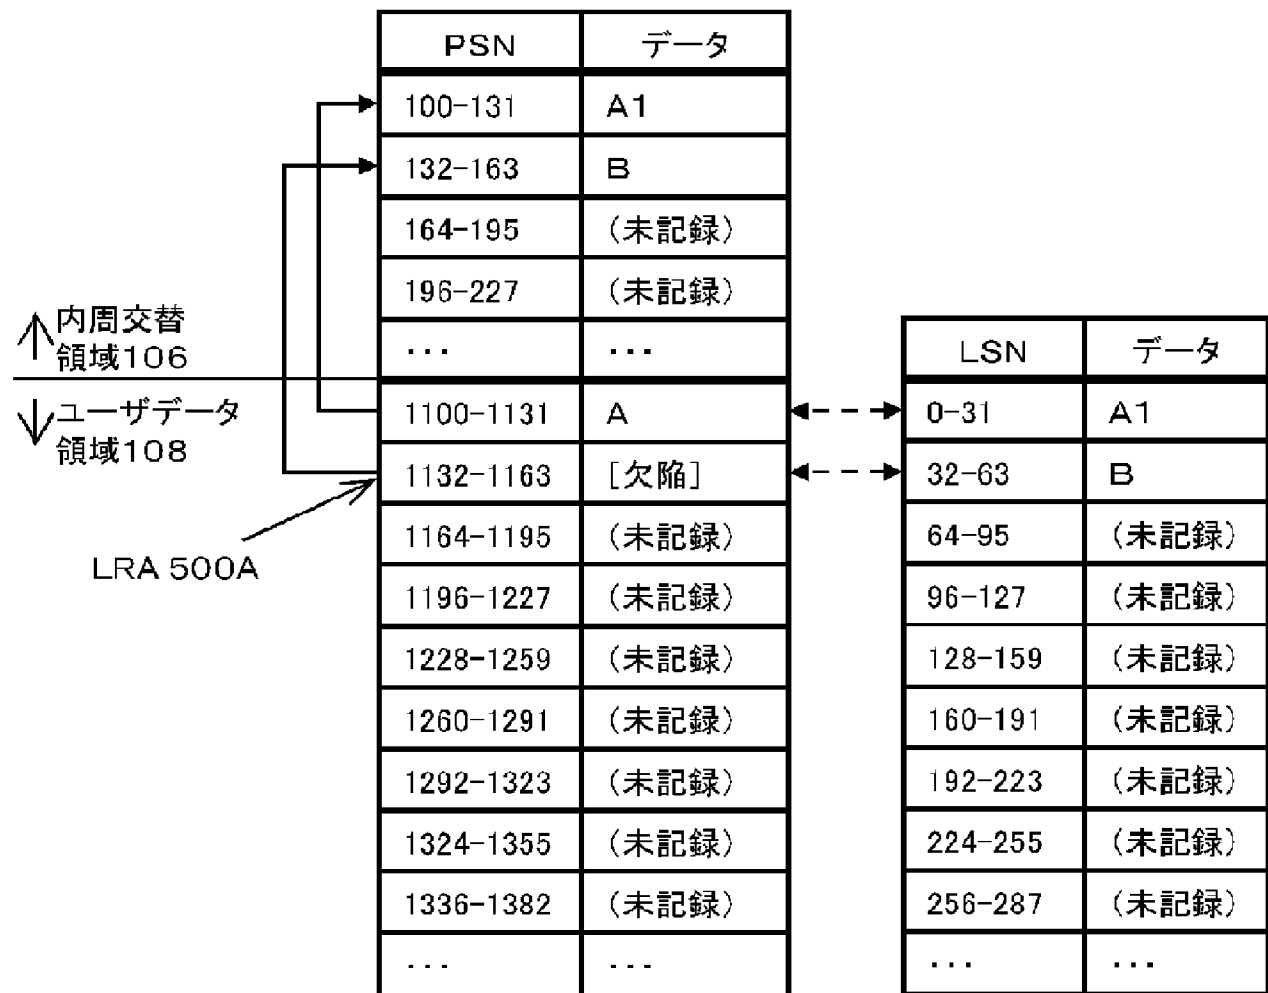 PSN データ
100-131 A1
132-163 B
164-195 (未記録)
196-227 (未記録)
... ...
内周交替
領域106
ユーザデータ
領域108
1100-1131 A
1132-1163 [欠陥]
1164-1195 (未記録)
1196-1227 (未記録)
1228-1259 (未記録)
1260-1291 (未記録)
1292-1323 (未記録)
1324-1355 (未記録)
1336-1382 (未記録)
... ...
LRA 500A
LSN データ
0-31 A1
32-63 B
64-95 (未記録)
96-127 (未記録)
128-159 (未記録)
160-191 (未記録)
192-223 (未記録)
224-255 (未記録)
256-287 (未記録)
... ...